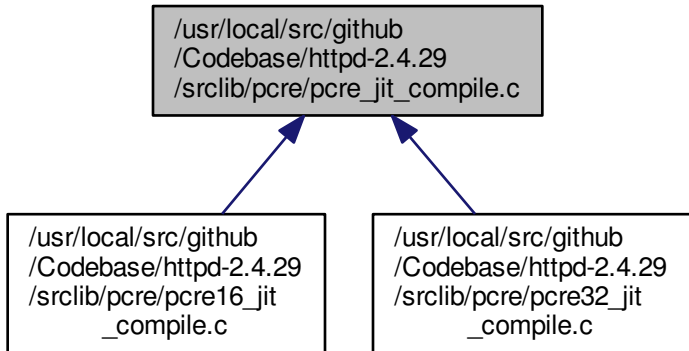 /usr/local/src/github
/Codebase/httpd-2.4.29
/srclib/pcre/pcre_jit_compile.c
/usr/local/src/github
/Codebase/httpd-2.4.29
/srclib/pcre/pcre16_jit
_compile.c
/usr/local/src/github
/Codebase/httpd-2.4.29
/srclib/pcre/pcre32_jit
_compile.c